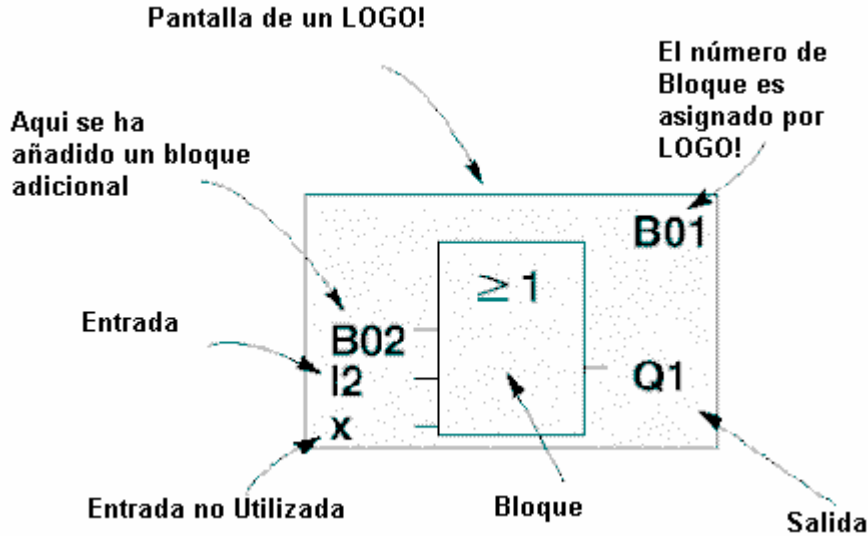 Pantalla de un LOGO!
El número de
Bloque es
asignado por
LOGO!
Aqui se ha
añadido un bloque
adicional
B01
≥ 1
Entrada
B02
I2
Q1
x
Entrada no Utilizada
Bloque
Salida